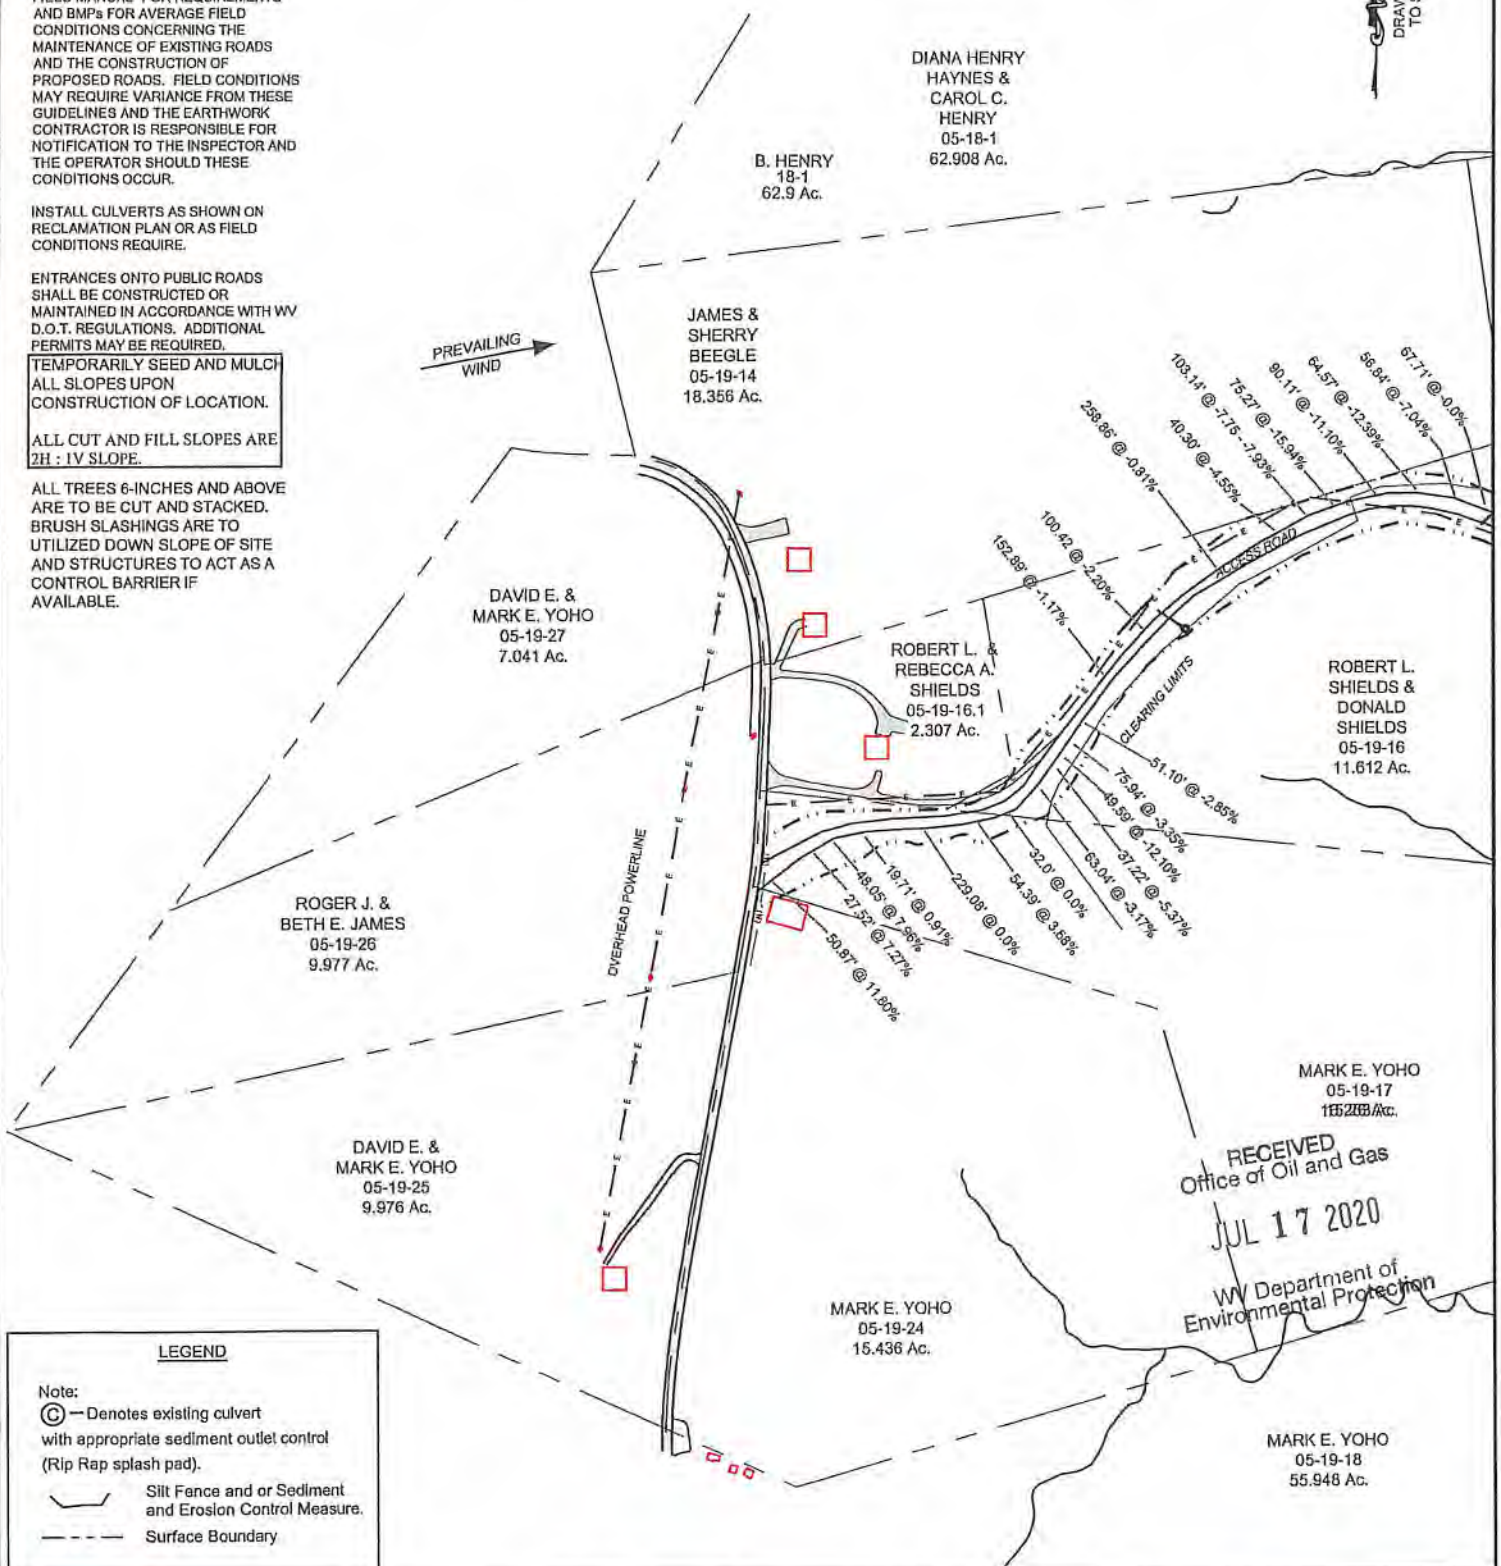 AND BMPs FOR AVERAGE FIELD
CONDITIONS CONCERNING THE
MAINTENANCE OF EXISTING ROADS
AND THE CONSTRUCTION OF
PROPOSED ROADS. FIELD CONDITIONS
MAY REQUIRE VARIANCE FROM THESE
GUIDELINES AND THE EARTHWORK
CONTRACTOR IS RESPONSIBLE FOR
NOTIFICATION TO THE INSPECTOR AND
THE OPERATOR SHOULD THESE
CONDITIONS OCCUR.
INSTALL CULVERTS AS SHOWN ON
RECLAMATION PLAN OR AS FIELD
CONDITIONS REQUIRE.
ENTRANCES ONTO PUBLIC ROADS
SHALL BE CONSTRUCTED OR
MAINTAINED IN ACCORDANCE WITH WV
D.O.T. REGULATIONS. ADDITIONAL
PERMITS MAY BE REQUIRED.
TEMPORARILY SEED AND MULCH
ALL SLOPES UPON
CONSTRUCTION OF LOCATION.
ALL CUT AND FILL SLOPES ARE
2H : 1V SLOPE.
ALL TREES 6-INCHES AND ABOVE
ARE TO BE CUT AND STACKED.
BRUSH SLASHINGS ARE TO
UTILIZED DOWN SLOPE OF SITE
AND STRUCTURES TO ACT AS A
CONTROL BARRIER IF
AVAILABLE.
DIANA HENRY
HAYNES &
CAROL C.
HENRY
05-18-1
62.908 Ac.
B. HENRY
18-1
62.9 Ac.
JAMES &
SHERRY
BEEGLE
05-19-14
18.356 Ac.
PREVAILING
WIND
152.89' @ -1.17%
100.42 @ -2.20%
258.86' @ -0.81%
40.30' @ -4.55%
103.14' @ -7.75 - -7.93%
75.27' @ -15.94%
90.11' @ -11.10%
64.57' @ -12.39%
56.84' @ -7.04%
67.71' @ -0.0%
ACCESS ROAD
CLEARING LIMITS
DAVID E. &
MARK E. YOHO
05-19-27
7.041 Ac.
ROBERT L. &
REBECCA A.
SHIELDS
05-19-16.1
2.307 Ac.
ROBERT L.
SHIELDS &
DONALD
SHIELDS
05-19-16
11.612 Ac.
51.10' @ -2.85%
75.94' @ -3.35%
49.59' @ -12.10%
37.22' @ -5.37%
63.04' @ -3.17%
32.0' @ 0.0%
54.39' @ 3.68%
229.08' @ 0.0%
19.71' @ 0.91%
48.05' @ 7.96%
27.52' @ 7.27%
50.87' @ 11.80%
OVERHEAD POWERLINE
ROGER J. &
BETH E. JAMES
05-19-26
9.977 Ac.
DAVID E. &
MARK E. YOHO
05-19-25
9.976 Ac.
MARK E. YOHO
05-19-17
RECEIVED
Office of Oil and Gas
JUL 17 2020
WV Department of
Environmental Protection
MARK E. YOHO
05-19-24
15.436 Ac.
MARK E. YOHO
05-19-18
55.948 Ac.
LEGEND
Note:
C — Denotes existing culvert
with appropriate sediment outlet control
(Rip Rap splash pad).
Silt Fence and or Sediment
and Erosion Control Measure.
Surface Boundary